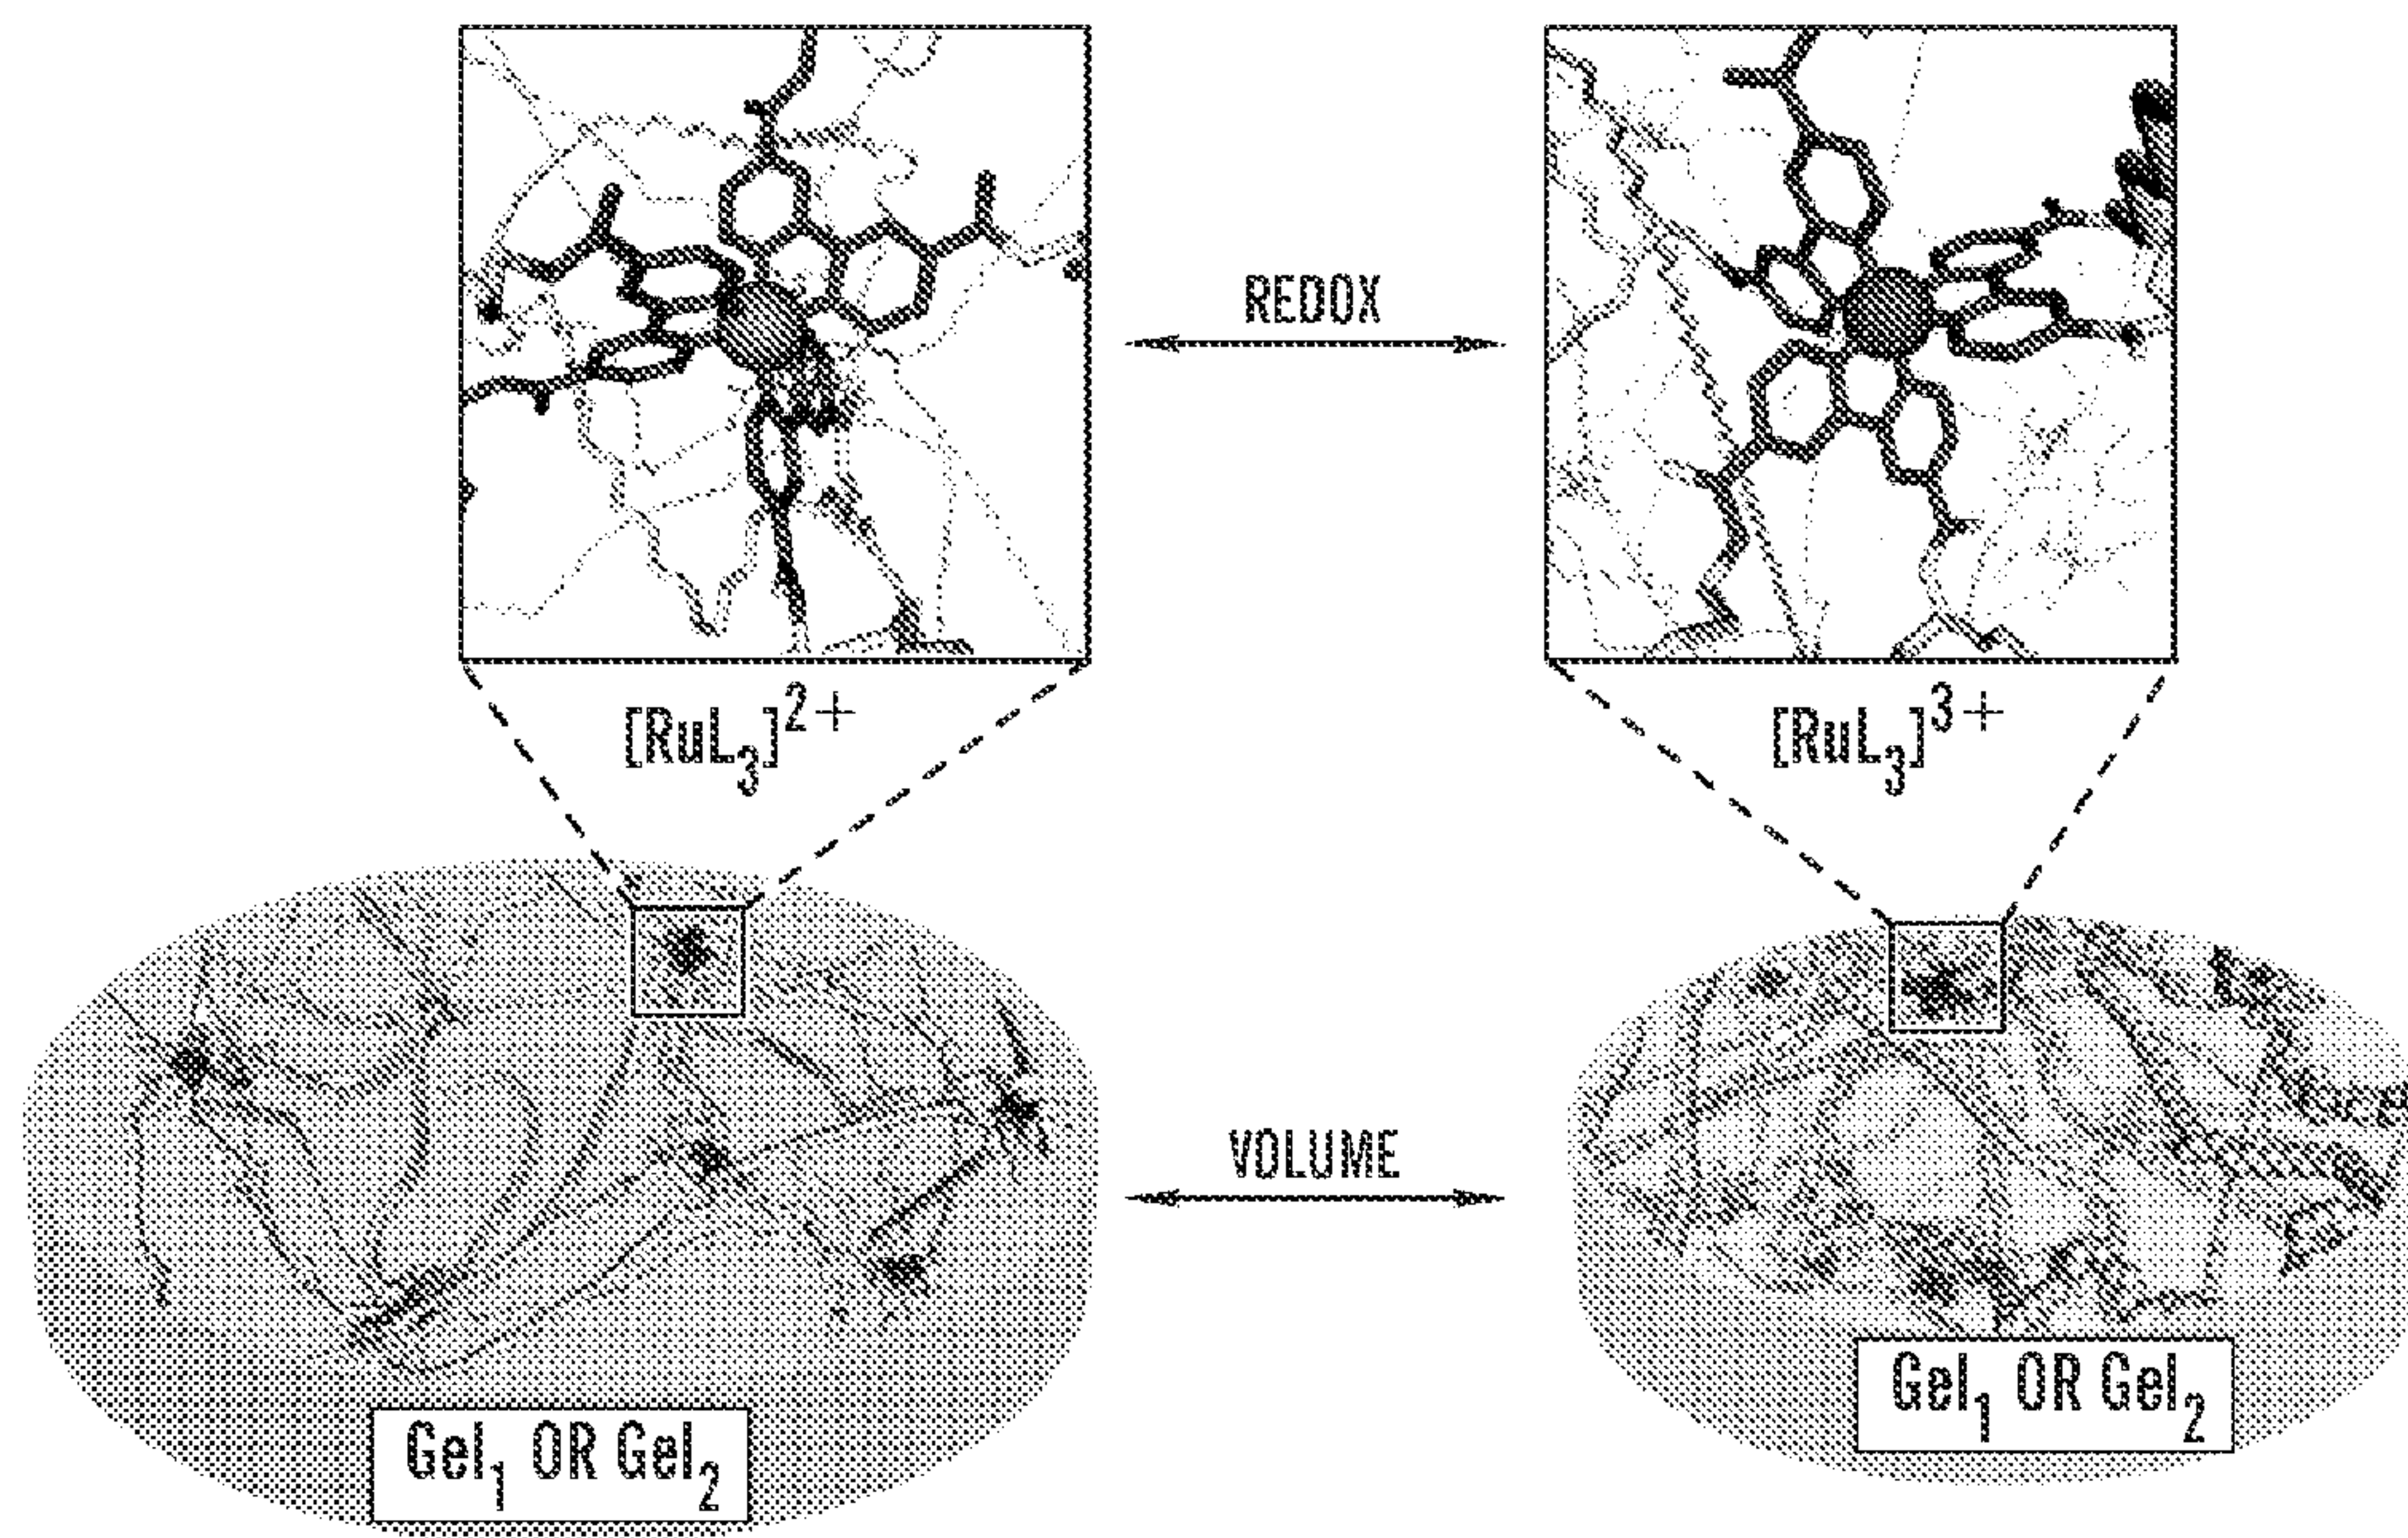 REDOX
[RuL₃]²⁺
[RuL₃]³⁺
VOLUME
Gel₁ OR Gel₂
Gel₁ OR Gel₂